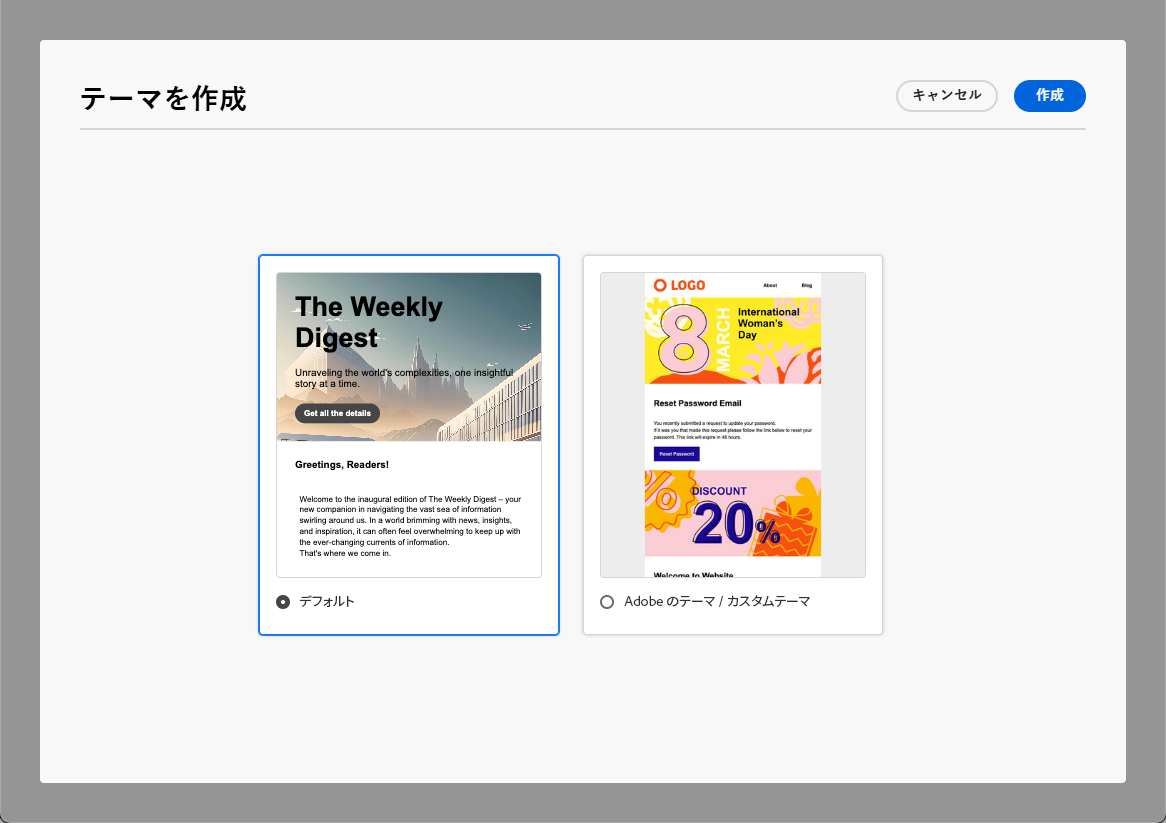 テーマを作成
キャンセル
作成
The Weekly
Digest
Unraveling the world's complexities, one insightful
story at a time.
Get all the details
Greetings, Readers!
Welcome to the inaugural edition of The Weekly Digest – your
new companion in navigating the vast sea of information
swirling around us. In a world brimming with news, insights,
and inspiration, it can often feel overwhelming to keep up with
the ever-changing currents of information.
That's where we come in.
デフォルト
LOGO
About
Blog
8
MARCH
International
Woman's
Day
Reset Password Email
You recently submitted a request to update your password.
If it was you that made this request please follow the link below to reset your
password. This link will expire in 48 hours.
Reset Password
%
DISCOUNT
20%
Welcome to Website
Adobe のテーマ / カスタムテーマ